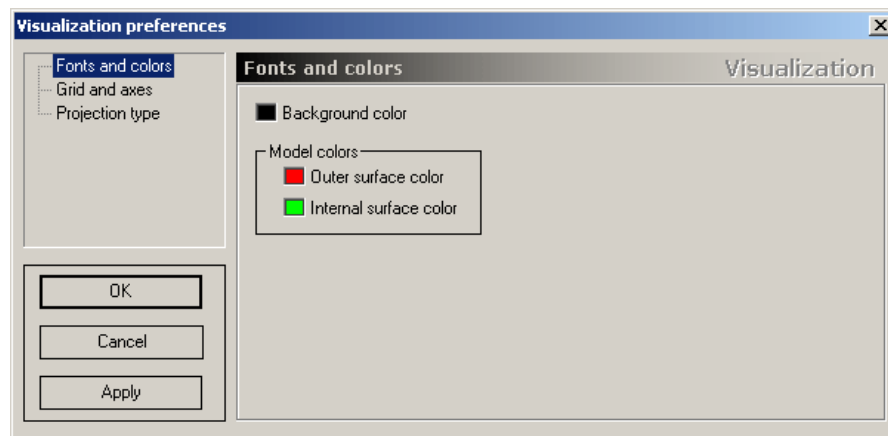 Visualization preferences
Fonts and colors
Grid and axes
Projection type
OK
Cancel
Apply
Fonts and colors Visualization
Background color
Model colors
Outer surface color
Internal surface color